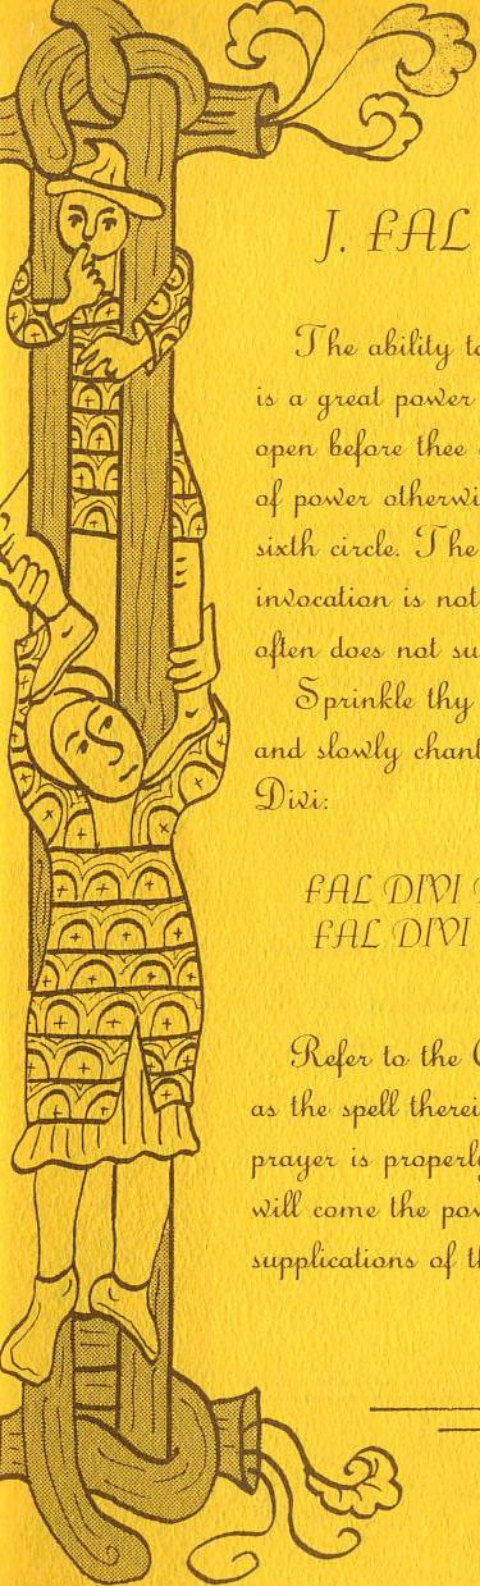 J. FAL
The ability to
is a great power
open before thee
of power otherwi
sixth circle. The
invocation is not
often does not su
Sprinkle thy
and slowly chant
Divi:
FAL DIVI
FAL DIVI
Refer to the
as the spell therei
prayer is properly
will come the pow
supplications of th